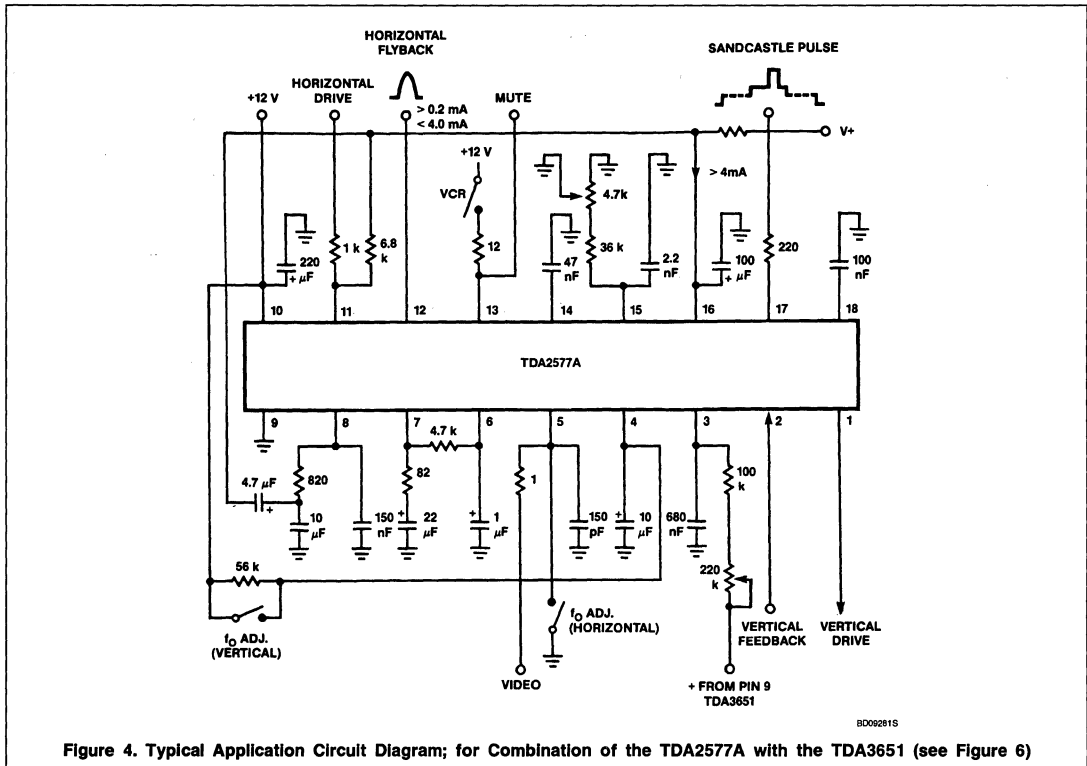 HORIZONTAL
FLYBACK
SANDCASTLE PULSE
HORIZONTAL
DRIVE
+12 V
> 0.2 mA
< 4.0 mA
MUTE
V+
+12 V
VCR
> 4mA
4.7k
220
µF
+
1 k
6.8
k
12
47
nF
36 k
2.2
nF
100
µF
+
220
100
nF
10
11
12
13
14
15
16
17
18
TDA2577A
9
8
7
6
5
4
3
2
1
4.7 k
4.7 µF
+
820
82
1
100
k
10
µF
150
nF
+
22
µF
+
1
µF
150
pF
+
10
µF
680
nF
56 k
220
k
fO ADJ.
(VERTICAL)
fO ADJ.
(HORIZONTAL)
VERTICAL
FEEDBACK
VERTICAL
DRIVE
VIDEO
+ FROM PIN 9
TDA3651
BD09281S
Figure 4. Typical Application Circuit Diagram; for Combination of the TDA2577A with the TDA3651 (see Figure 6)